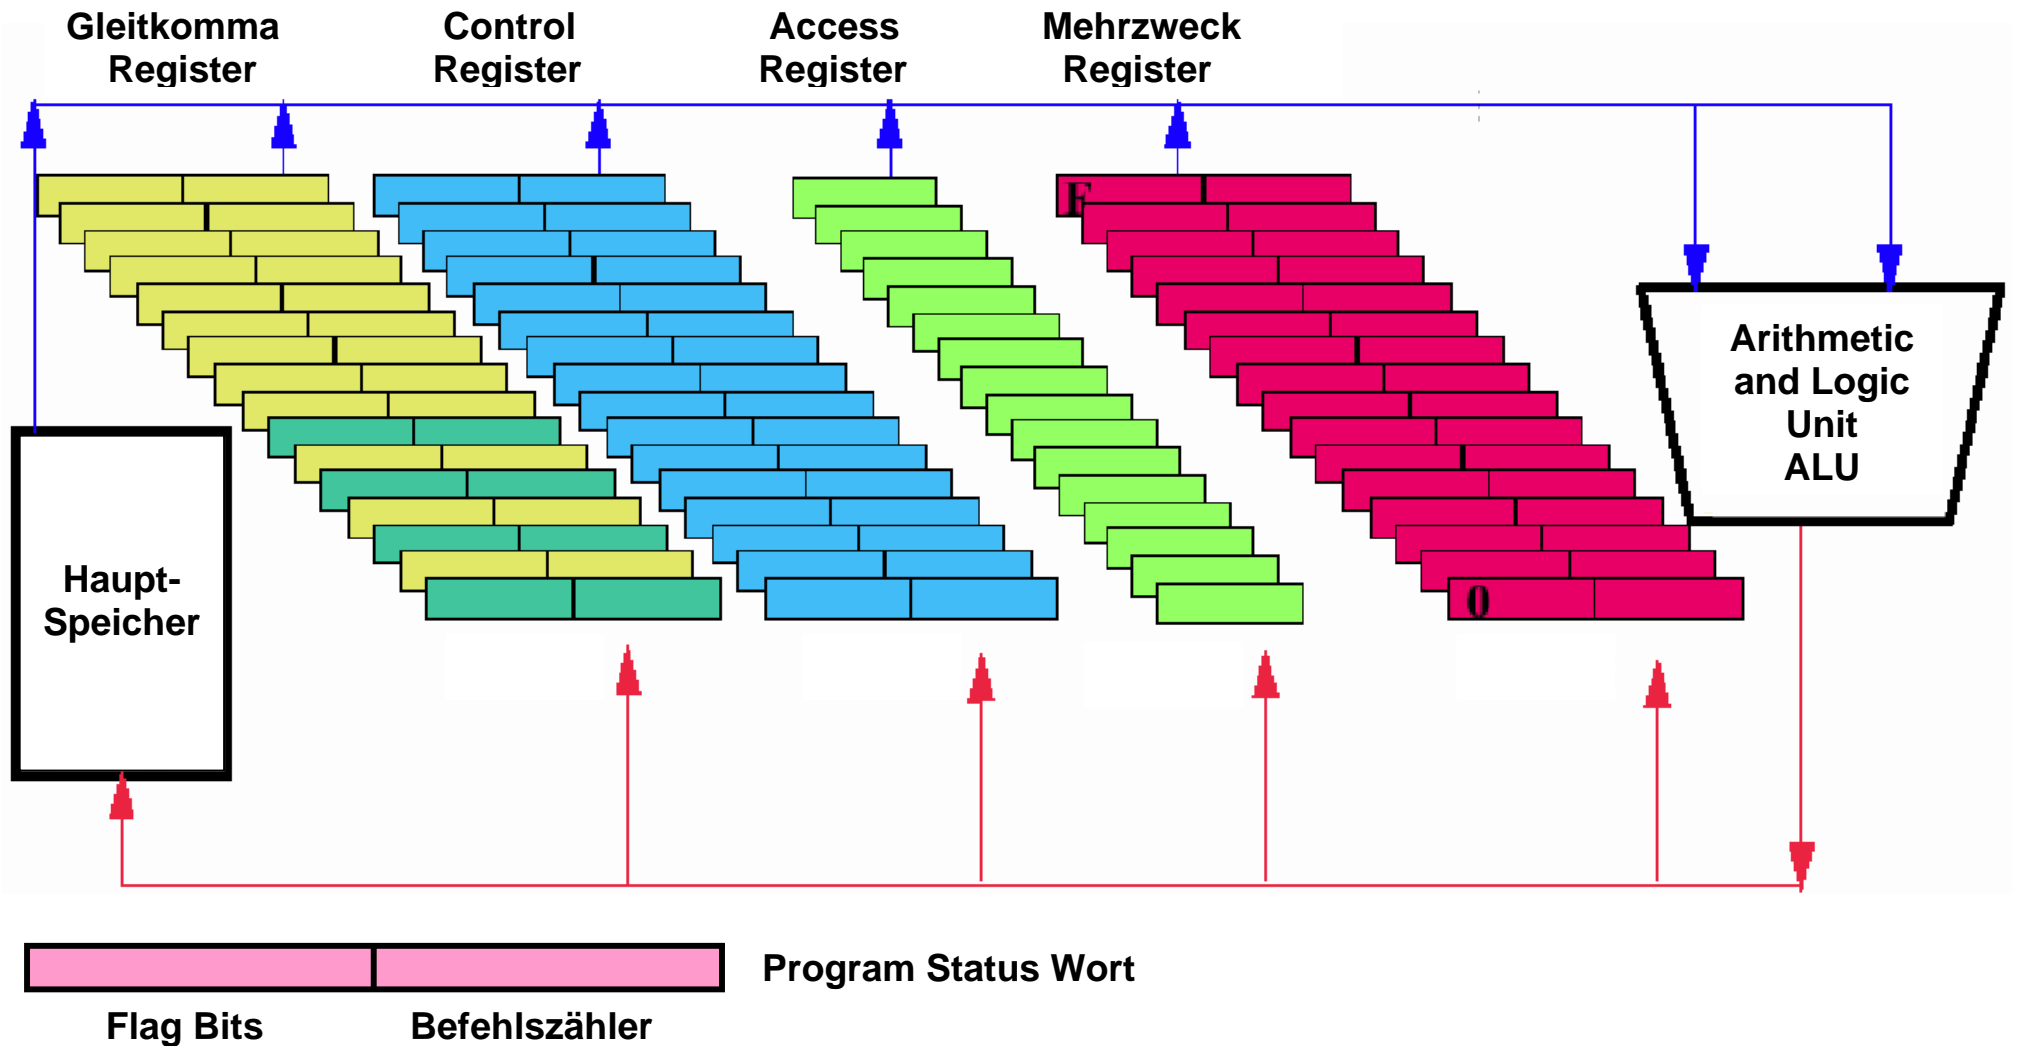 Gleitkomma
Register
Control
Register
Access
Register
Mehrzweck
Register
F
0
Arithmetic
and Logic
Unit
ALU
Haupt-
Speicher
Program Status Wort
Flag Bits
Befehlszähler